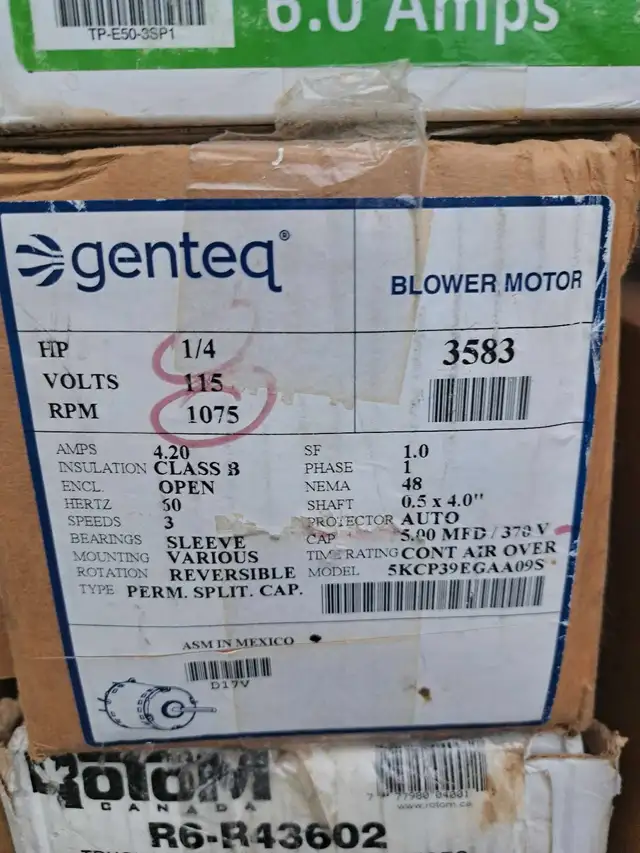 TP-E50-3SP1
6.0 Amps
genteq®
BLOWER MOTOR
HP 1/4
VOLTS 115
RPM 1075
3583
AMPS 4.20
INSULATION CLASS B
ENCL. OPEN
HERTZ 60
SPEEDS 3
BEARINGS SLEEVE
MOUNTING VARIOUS
ROTATION REVERSIBLE
TYPE PERM. SPLIT. CAP.
SF 1.0
PHASE 1
NEMA 48
SHAFT 0.5 x 4.0"
PROTECTOR AUTO
CAP 5.00 MFD / 370 V
TIME RATING CONT AIR OVER
MODEL 5KCP39EGAA09S
ASM IN MEXICO
D17V
ROTOM
CANADA
www.rotom.ca
R6-R43602